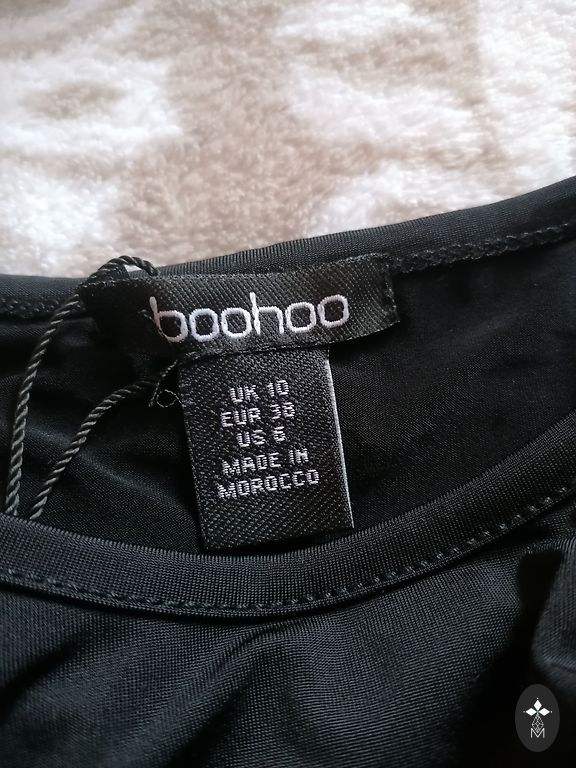 boohoo
UK 10
EUR 38
US 6
MADE IN
MOROCCO